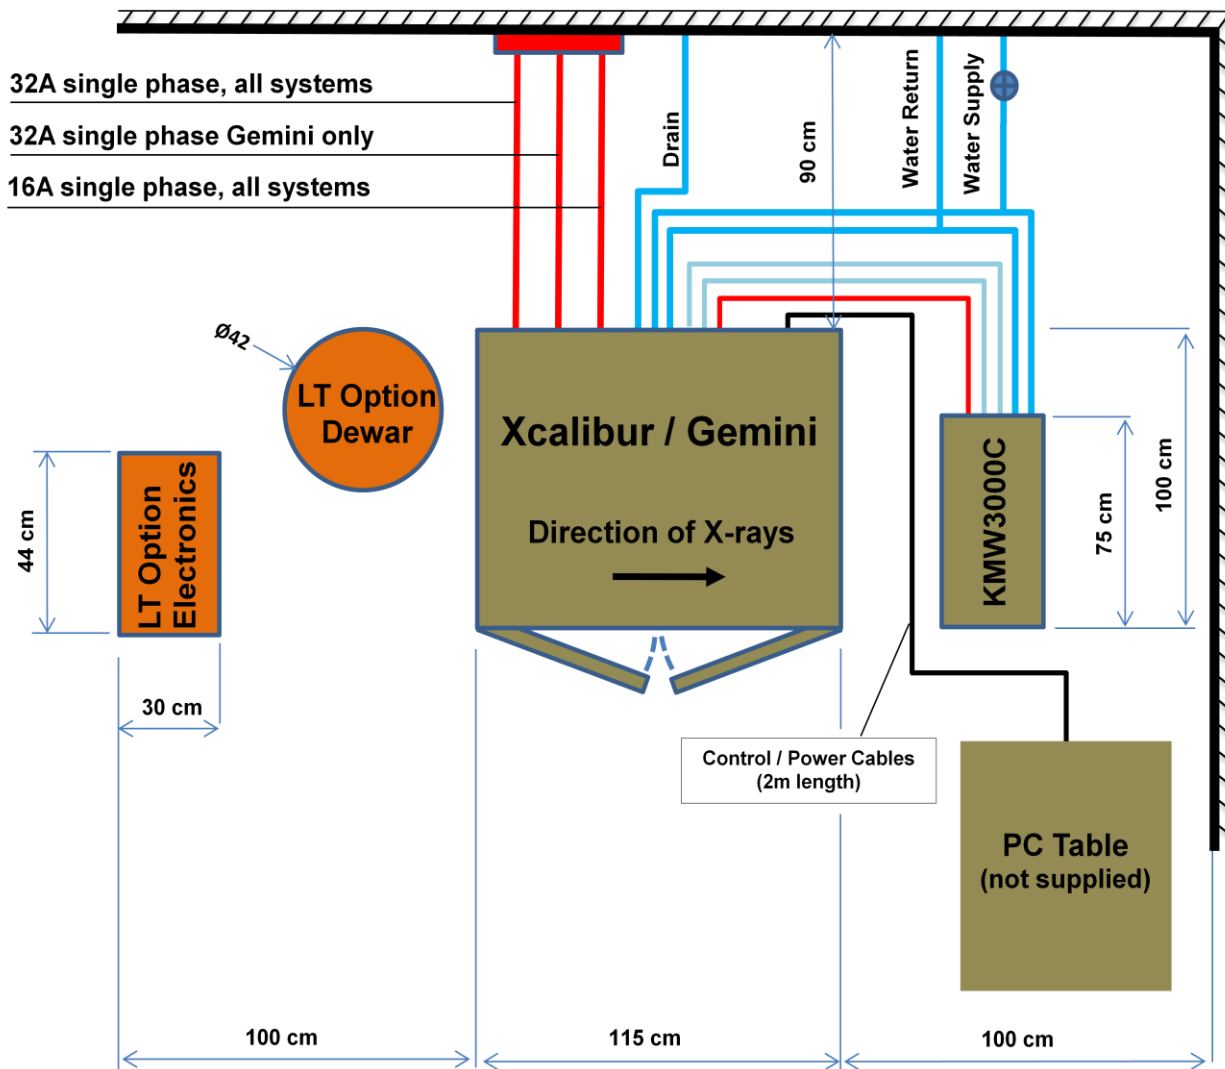 32A single phase, all systems
32A single phase Gemini only
16A single phase, all systems
Drain
90 cm
Water Return
Water Supply
Ø42
LT Option
Dewar
Xcalibur / Gemini
Direction of X-rays
KMW3000C
75 cm
100 cm
44 cm
LT Option
Electronics
30 cm
Control / Power Cables
(2m length)
PC Table
(not supplied)
100 cm
115 cm
100 cm